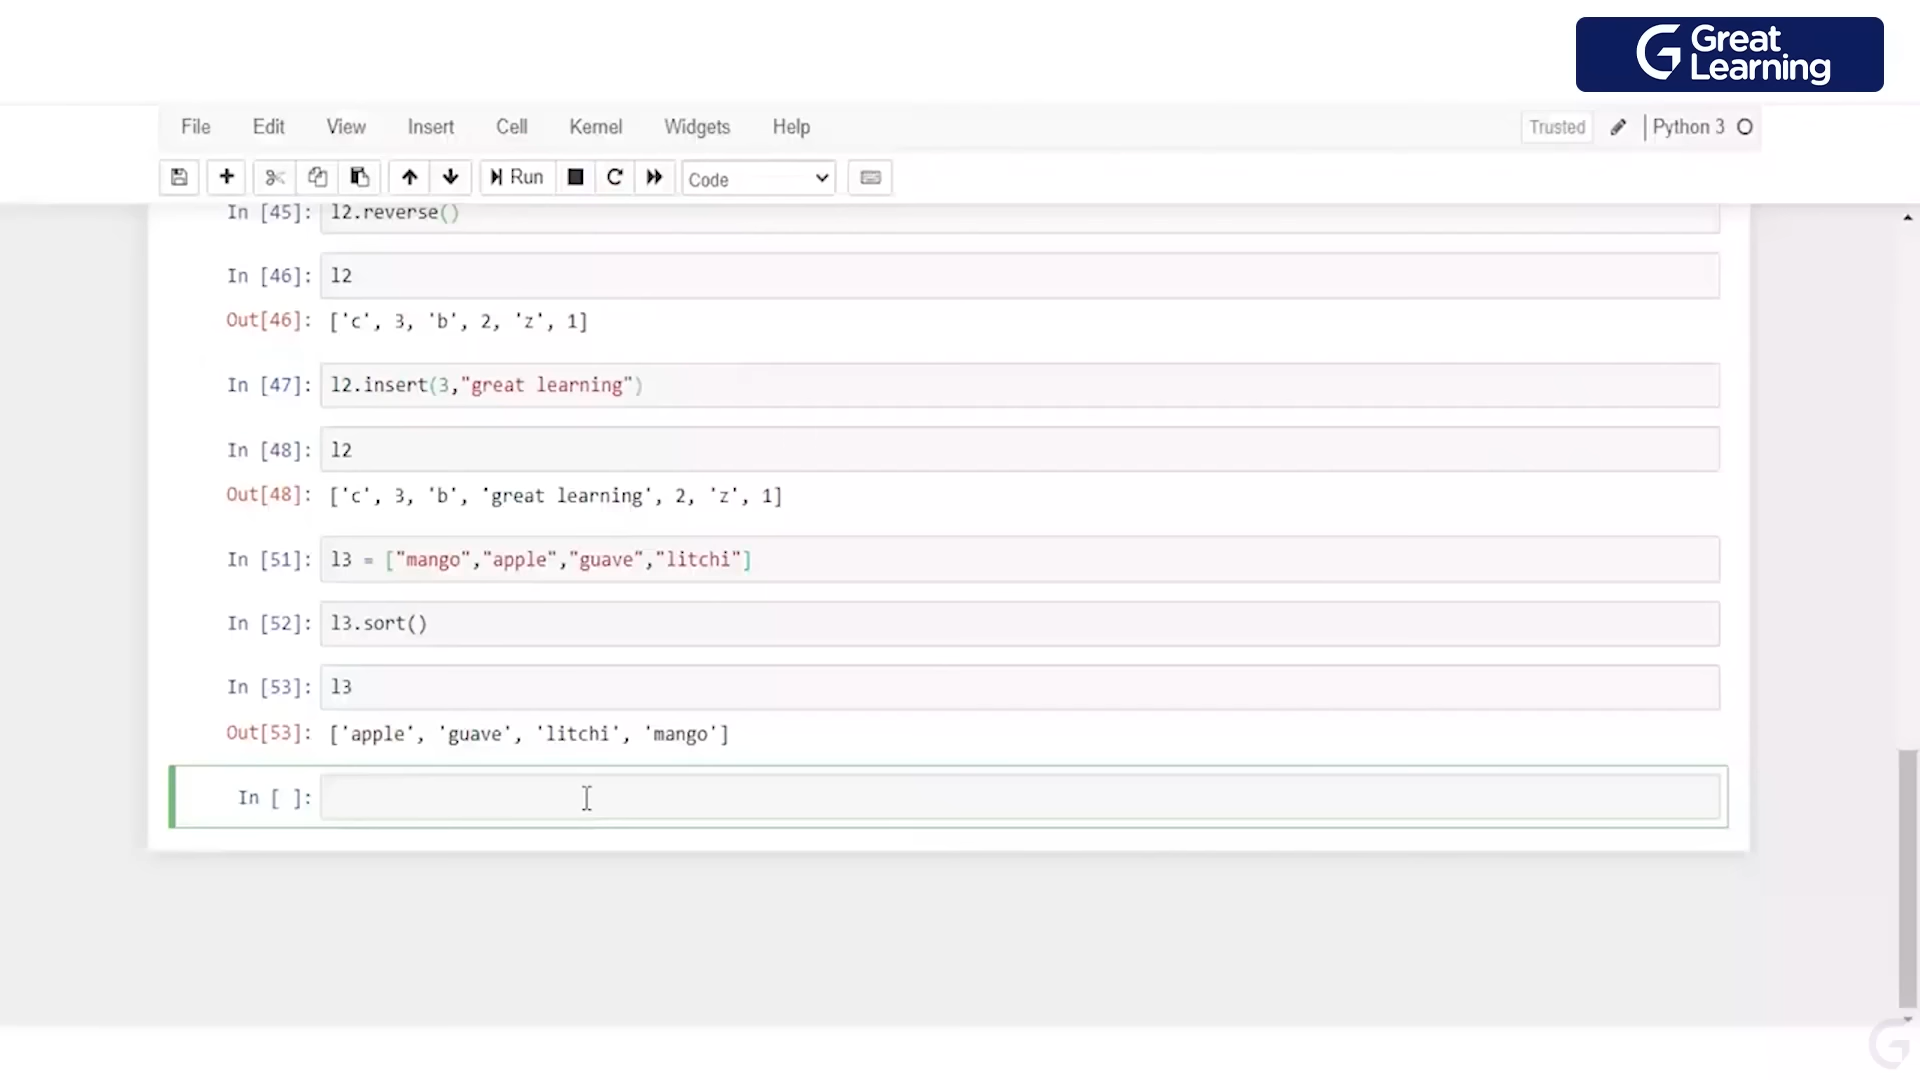 Great
Learning
File Edit View Insert Cell Kernel Widgets Help Trusted Python 3
Run Code
In [45]: l2.reverse()
In [46]: l2
Out[46]: ['c', 3, 'b', 2, 'z', 1]
In [47]: l2.insert(3,"great learning")
In [48]: l2
Out[48]: ['c', 3, 'b', 'great learning', 2, 'z', 1]
In [51]: l3 = ["mango","apple","guave","litchi"]
In [52]: l3.sort()
In [53]: l3
Out[53]: ['apple', 'guave', 'litchi', 'mango']
In [ ]: